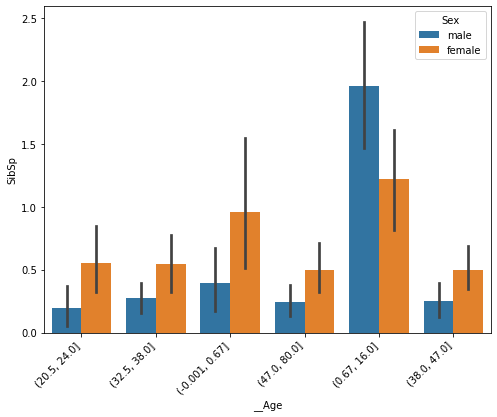 Sex
male
female
2.5
2.0
1.5
1.0
0.5
0.0
SibSp
(20.5, 24.0]
(32.5, 38.0]
(-0.001, 0.67]
(47.0, 80.0]
(0.67, 16.0]
(38.0, 47.0]
__Age